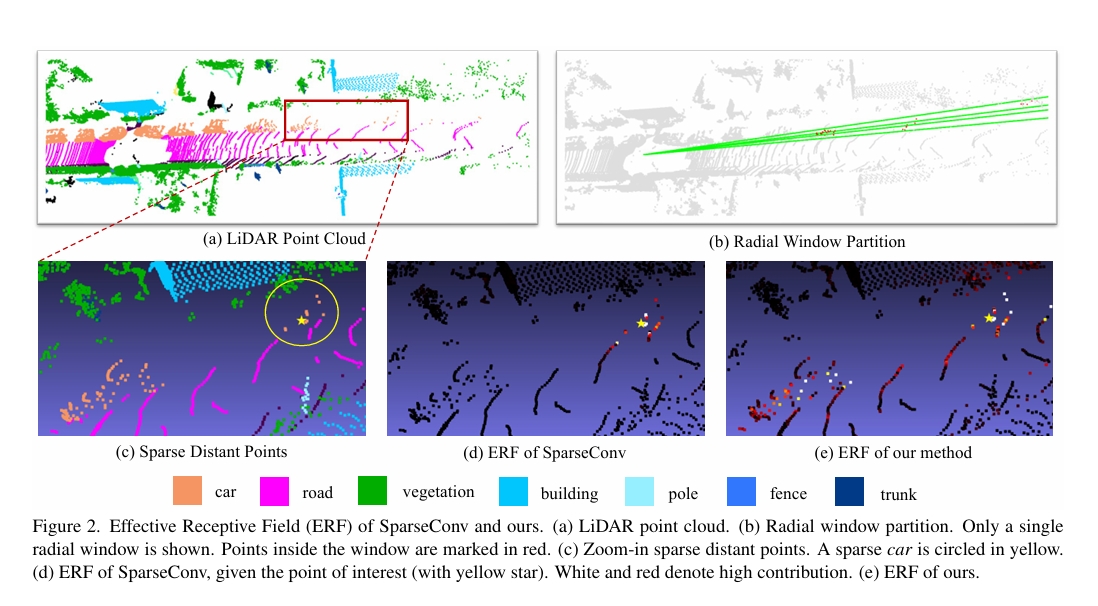 (a) LiDAR Point Cloud
(b) Radial Window Partition
(c) Sparse Distant Points
(d) ERF of SparseConv
(e) ERF of our method
car road vegetation building pole fence trunk
Figure 2. Effective Receptive Field (ERF) of SparseConv and ours. (a) LiDAR point cloud. (b) Radial window partition. Only a single
radial window is shown. Points inside the window are marked in red. (c) Zoom-in sparse distant points. A sparse car is circled in yellow.
(d) ERF of SparseConv, given the point of interest (with yellow star). White and red denote high contribution. (e) ERF of ours.